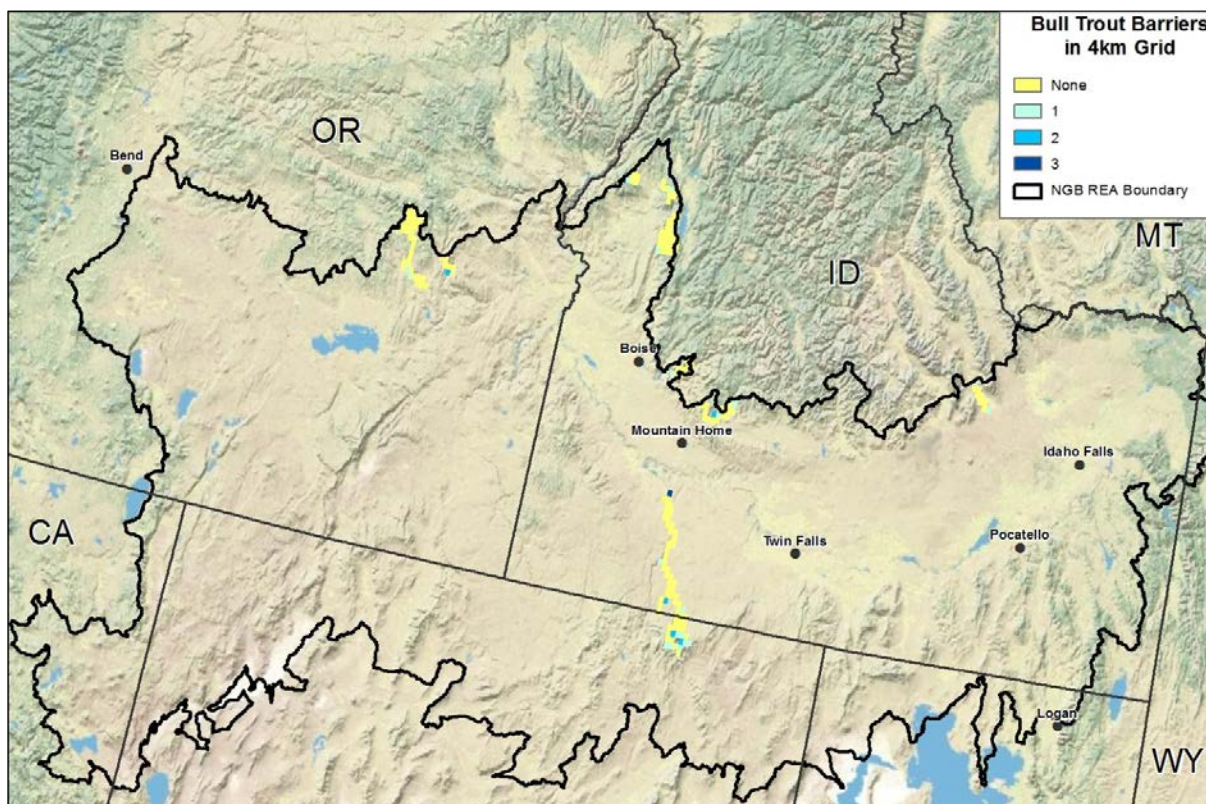 Bull Trout Barriers
in 4km Grid
None
1
2
3
NGB REA Boundary
OR
Bend
MT
ID
Boise
Mountain Home
Idaho Falls
CA
Twin Falls
Pocatello
Logan
WY